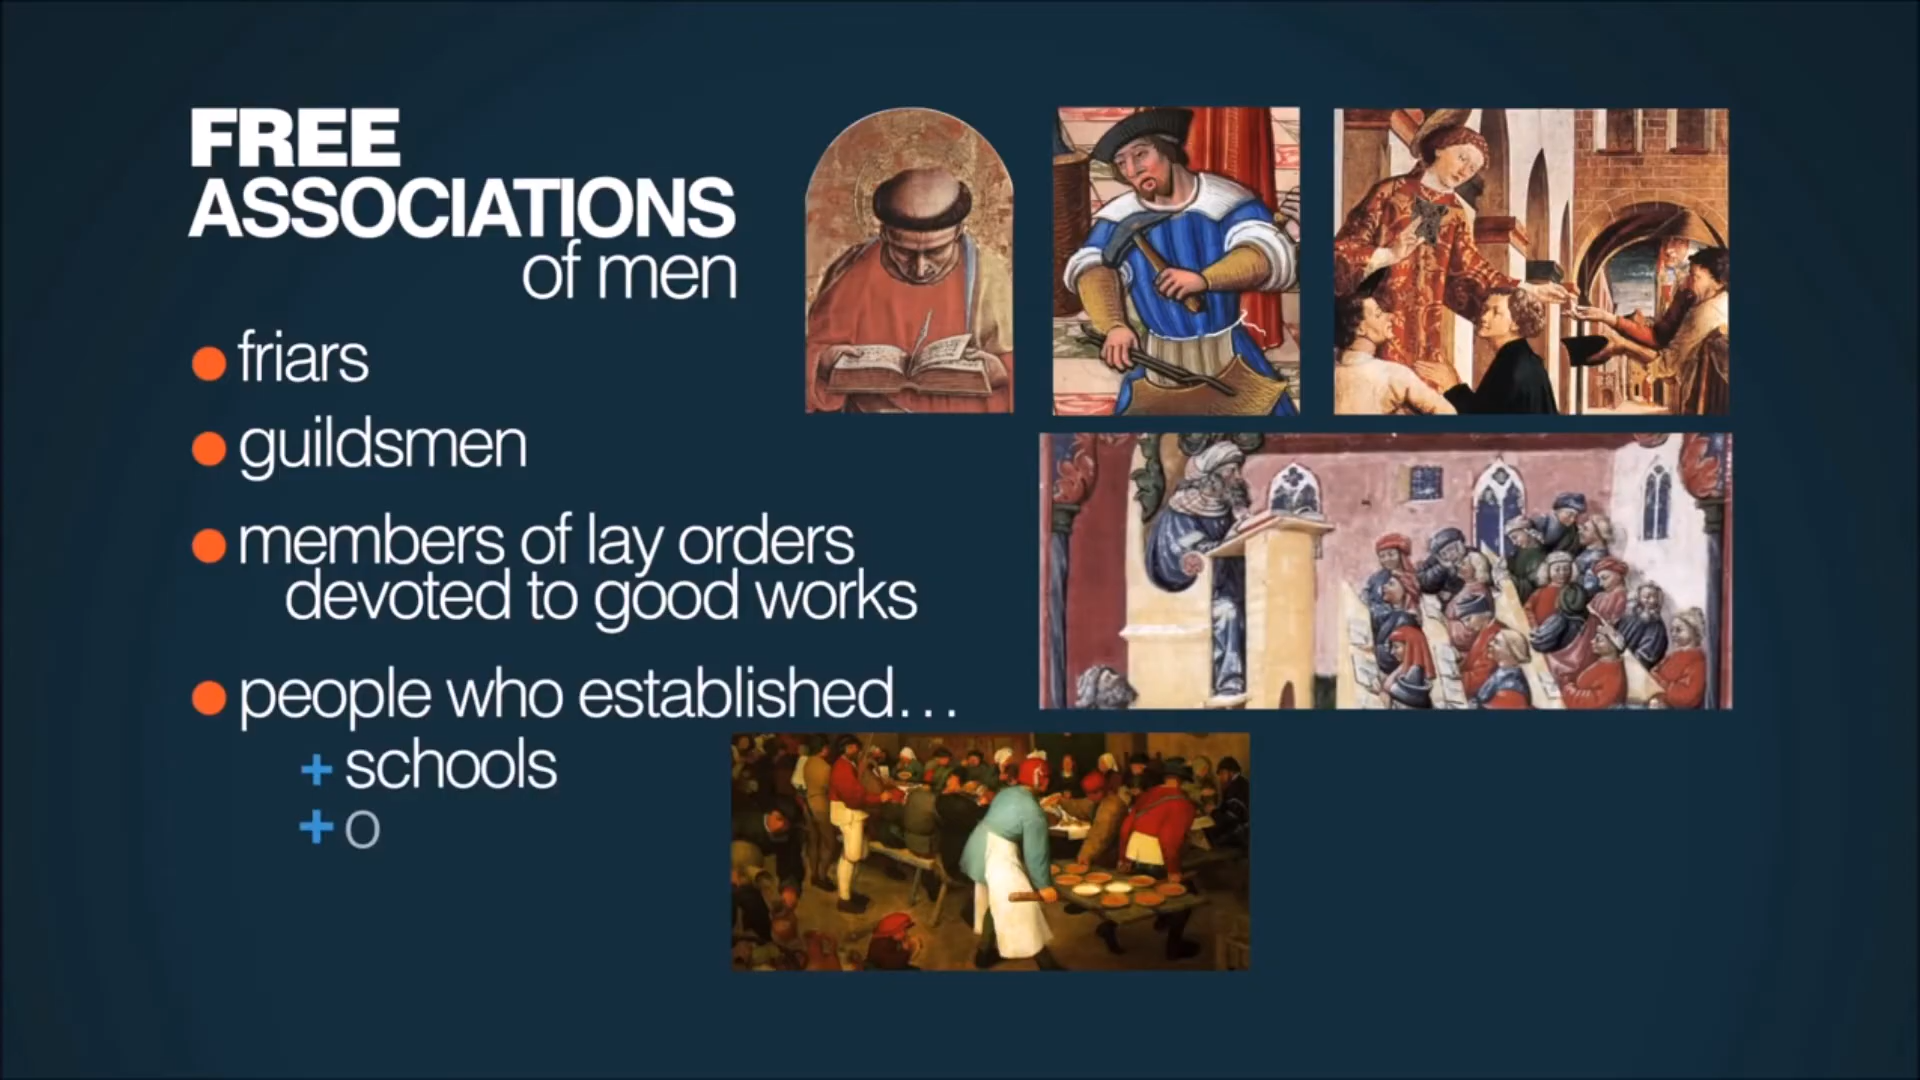 FREE
ASSOCIATIONS
of men
friars
guildsmen
members of lay orders
devoted to good works
people who established...
+ schools
+ o